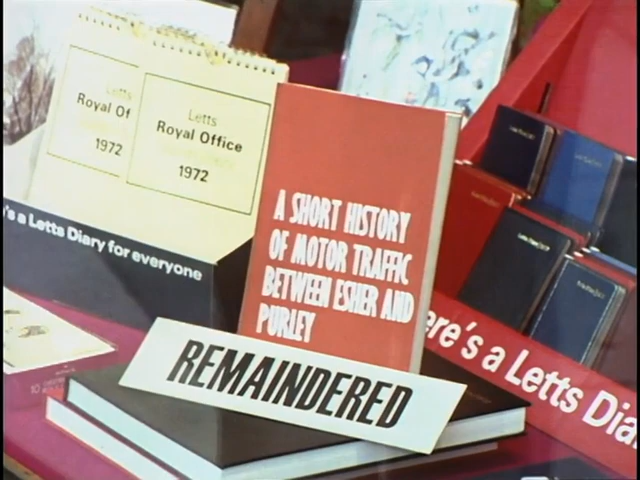 Letts
Royal Of
1972
Letts
Royal Office
1972
's a Letts Diary for everyone
A SHORT HISTORY
OF MOTOR TRAFFIC
BETWEEN ESHER AND
PURLEY
REMAINDERED
ere's a Letts Dia
10